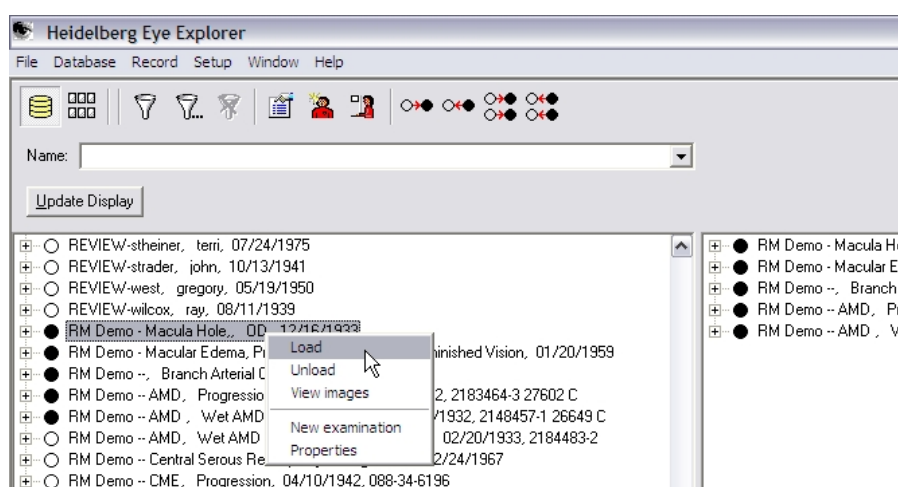 Heidelberg Eye Explorer
File Database Record Setup Window Help
Name:
Update Display
REVIEW-stheiner, terri, 07/24/1975
REVIEW-strader, john, 10/13/1941
REVIEW-west, gregory, 05/19/1950
REVIEW-wilcox, ray, 08/11/1939
RM Demo - Macula Hole,, OD, 12/16/1933
RM Demo - Macular Edema, inished Vision, 01/20/1959
RM Demo --, Branch Arterial
RM Demo -- AMD, Progressio 2, 2183464-3 27602 C
RM Demo -- AMD , Wet AMD /1932, 2148457-1 26649 C
RM Demo -- AMD, Wet AMD 02/20/1933, 2184483-2
RM Demo -- Central Serous Re 2/24/1967
RM Demo -- CME, Progression, 04/10/1942, 088-34-6196
Load
Unload
View images
New examination
Properties
RM Demo - Macula H
RM Demo - Macular E
RM Demo --, Branch
RM Demo -- AMD, P
RM Demo -- AMD , V